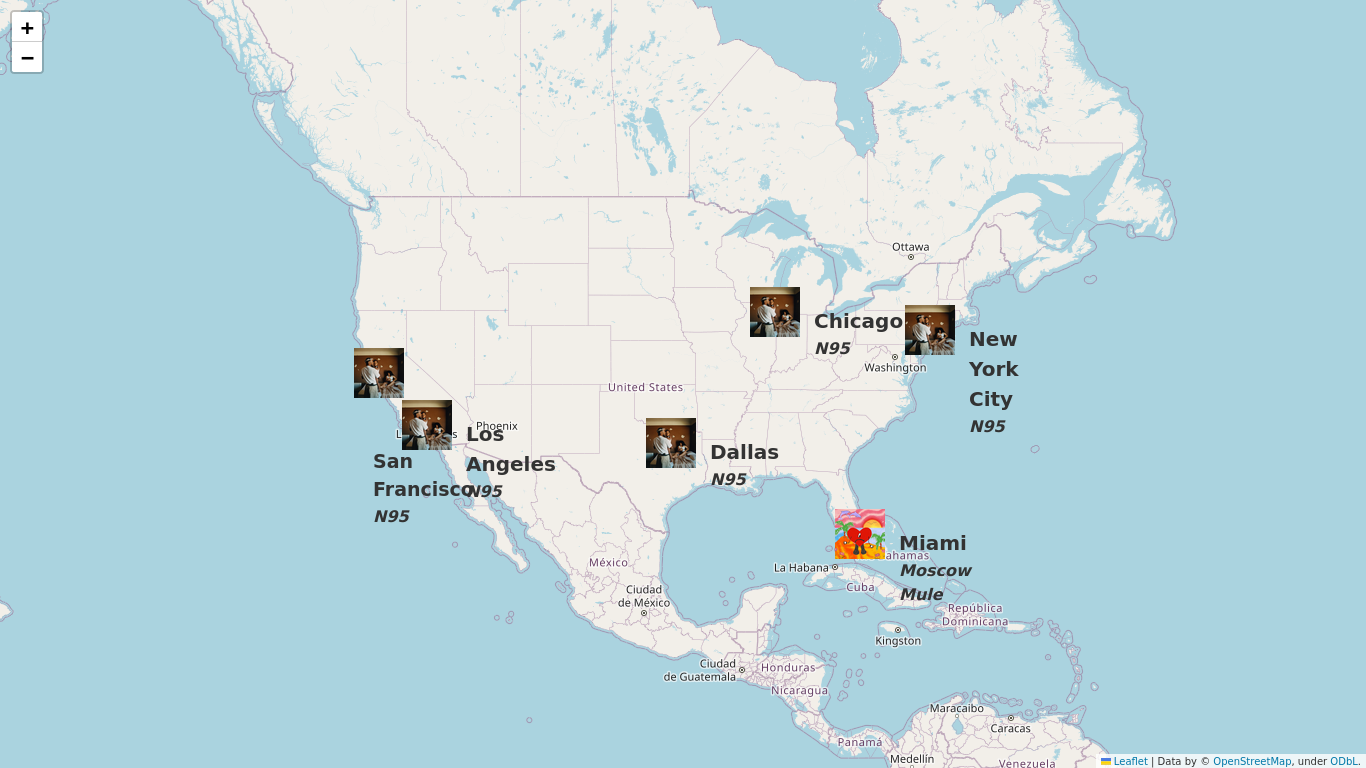 +
−
Ottawa
Chicago
N95
New
York
City
N95
Washington
United States
Phoenix
Los
Angeles
N95
San
Francisco
N95
Dallas
N95
Miami
Moscow
Mule
La Habana
Cuba
México
Ciudad
de México
República
Dominicana
Kingston
Ciudad
de Guatemala
Honduras
Nicaragua
Maracaibo
Caracas
Panamá
Medellín
Venezuela
Leaflet | Data by © OpenStreetMap, under ODbL.